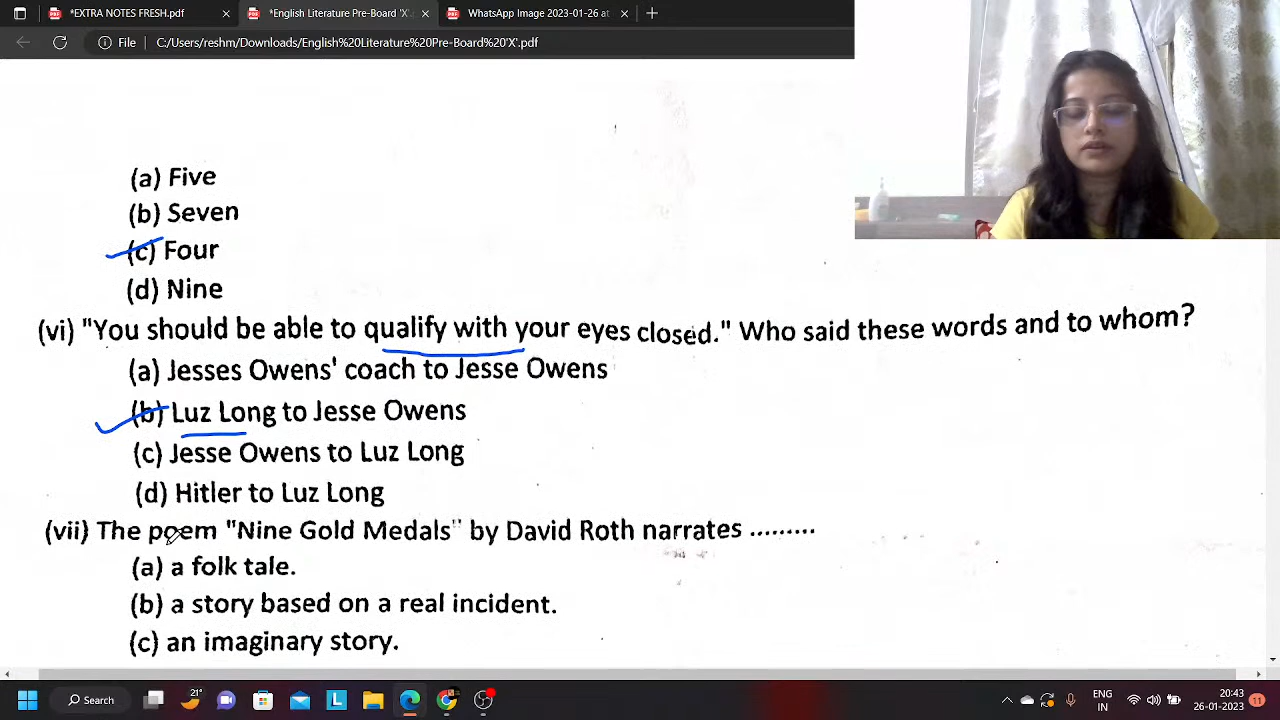 *EXTRA NOTES FRESH.pdf
*English Literature Pre-Board 'X'.
WhatsApp Image 2023-01-26 at
File C:/Users/reshm/Downloads/English%20Literature%20Pre-Board%20'X'.pdf
(a) Five
(b) Seven
(c) Four
(d) Nine
(vi) "You should be able to qualify with your eyes closed." Who said these words and to whom?
(a) Jesses Owens' coach to Jesse Owens
(b) Luz Long to Jesse Owens
(c) Jesse Owens to Luz Long
(d) Hitler to Luz Long
(vii) The poem "Nine Gold Medals" by David Roth narrates .........
(a) a folk tale.
(b) a story based on a real incident.
(c) an imaginary story.
Search
ENG
IN
20:43
26-01-2023
11